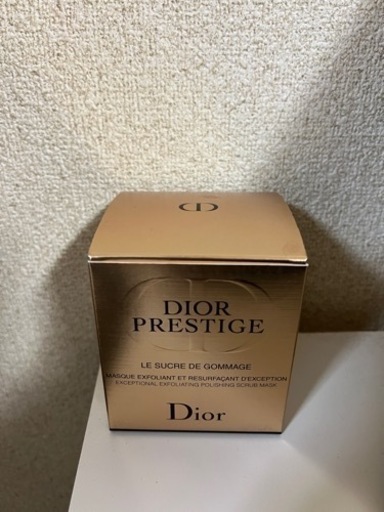 CD
DIOR
PRESTIGE
LE SUCRE DE GOMMAGE
MASQUE EXFOLIANT ET RESURFAÇANT D'EXCEPTION
EXCEPTIONAL EXFOLIATING POLISHING SCRUB MASK
Dior